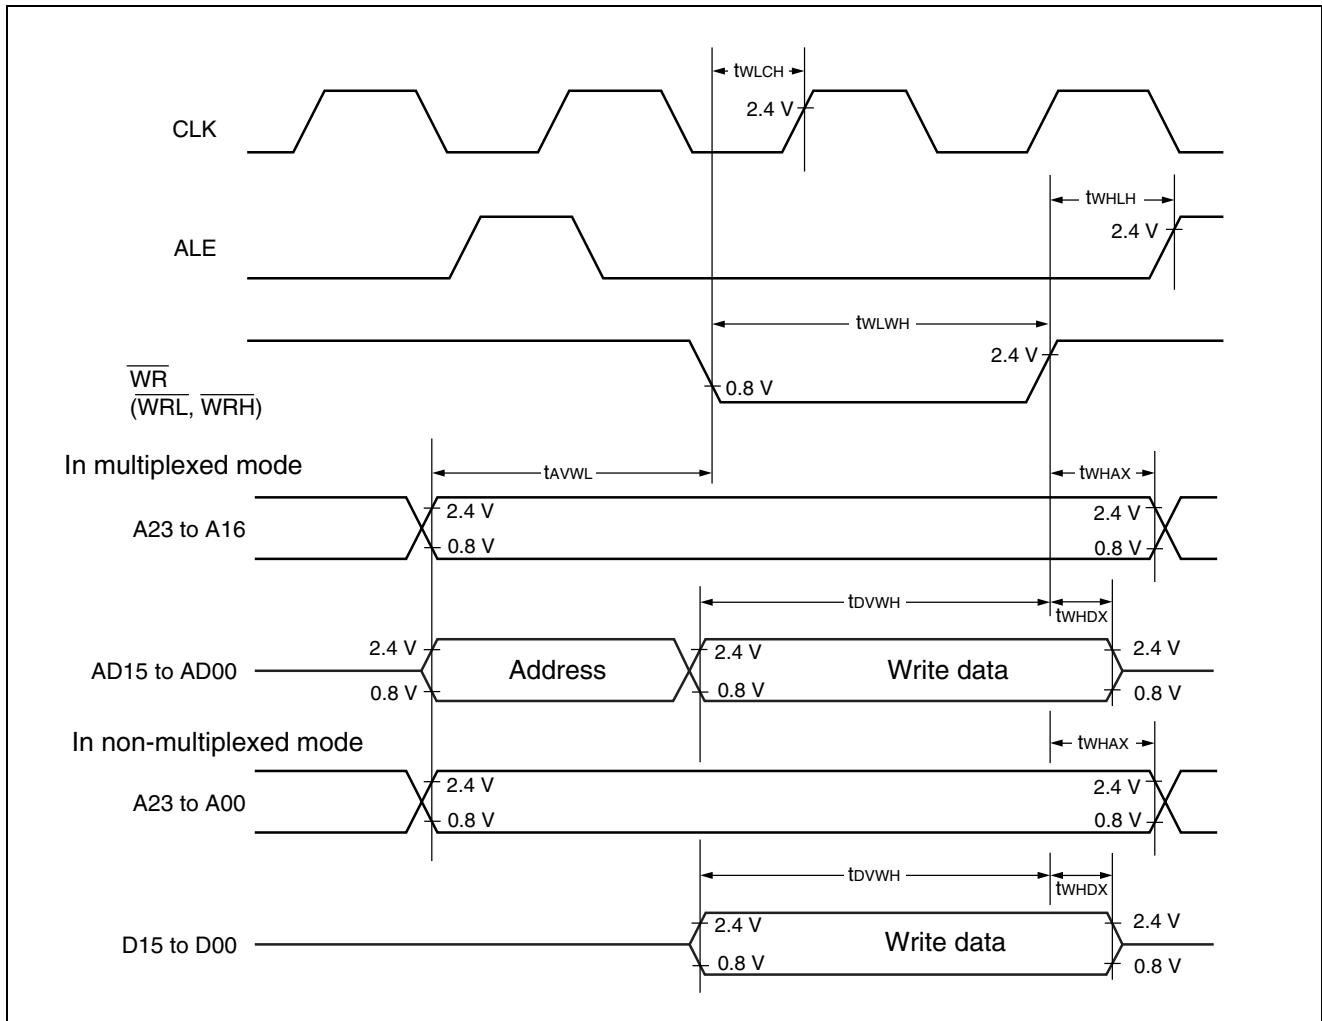 tWLCH
CLK
2.4 V
tWHLH
ALE
2.4 V
tWLWH
2.4 V
WR
0.8 V
(WRL, WRH)
In multiplexed mode
tAVWL
tWHAX
A23 to A16
2.4 V
2.4 V
0.8 V
0.8 V
tDVWH
tWHDX
AD15 to AD00
2.4 V
Address
2.4 V
Write data
2.4 V
0.8 V
0.8 V
0.8 V
In non-multiplexed mode
tWHAX
A23 to A00
2.4 V
2.4 V
0.8 V
0.8 V
tDVWH
tWHDX
D15 to D00
2.4 V
Write data
2.4 V
0.8 V
0.8 V